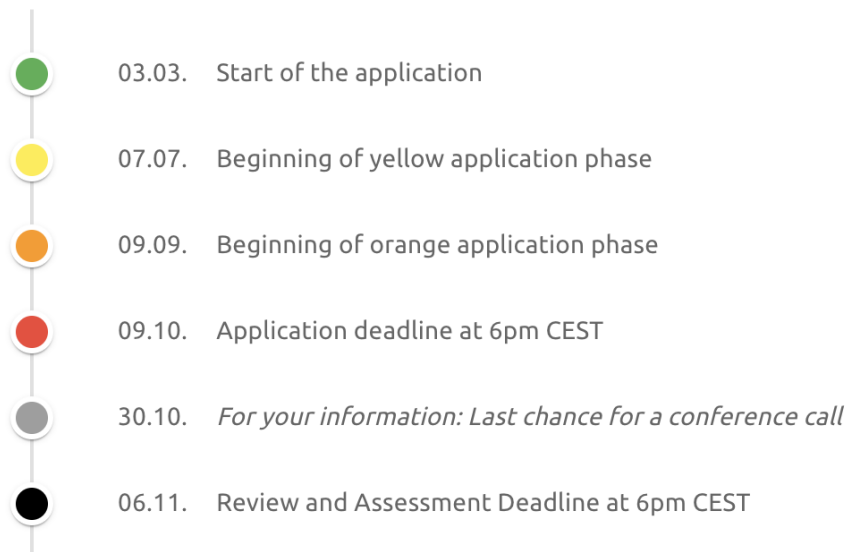 03.03. Start of the application
07.07. Beginning of yellow application phase
09.09. Beginning of orange application phase
09.10. Application deadline at 6pm CEST
30.10. For your information: Last chance for a conference call
06.11. Review and Assessment Deadline at 6pm CEST